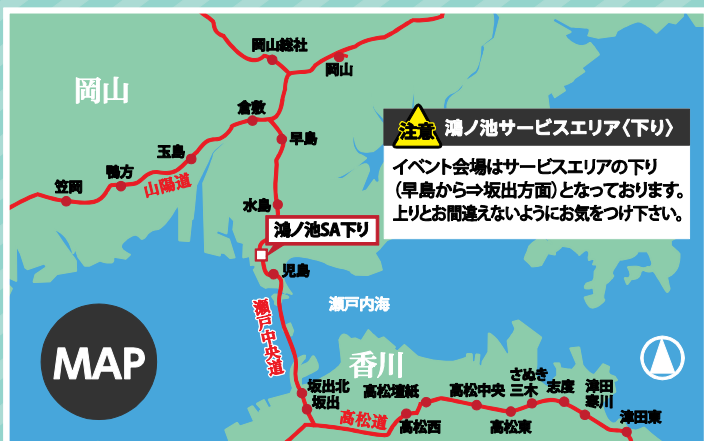 岡山総社
岡山
岡山
倉敷
早島
玉島
鴨方
笠岡
山陽道
水島
鴻ノ池SA下り
児島
注意
鴻ノ池サービスエリア〈下り〉
イベント会場はサービスエリアの下り
(早島から⇒坂出方面)となっております。
上りとお間違えないようにお気をつけ下さい。
瀬戸内海
瀬戸中央道
MAP
香川
坂出北
坂出
高松道
高松檀紙
高松西
高松中央
高松東
さぬき
三木
志度
津田
寒川
津田東